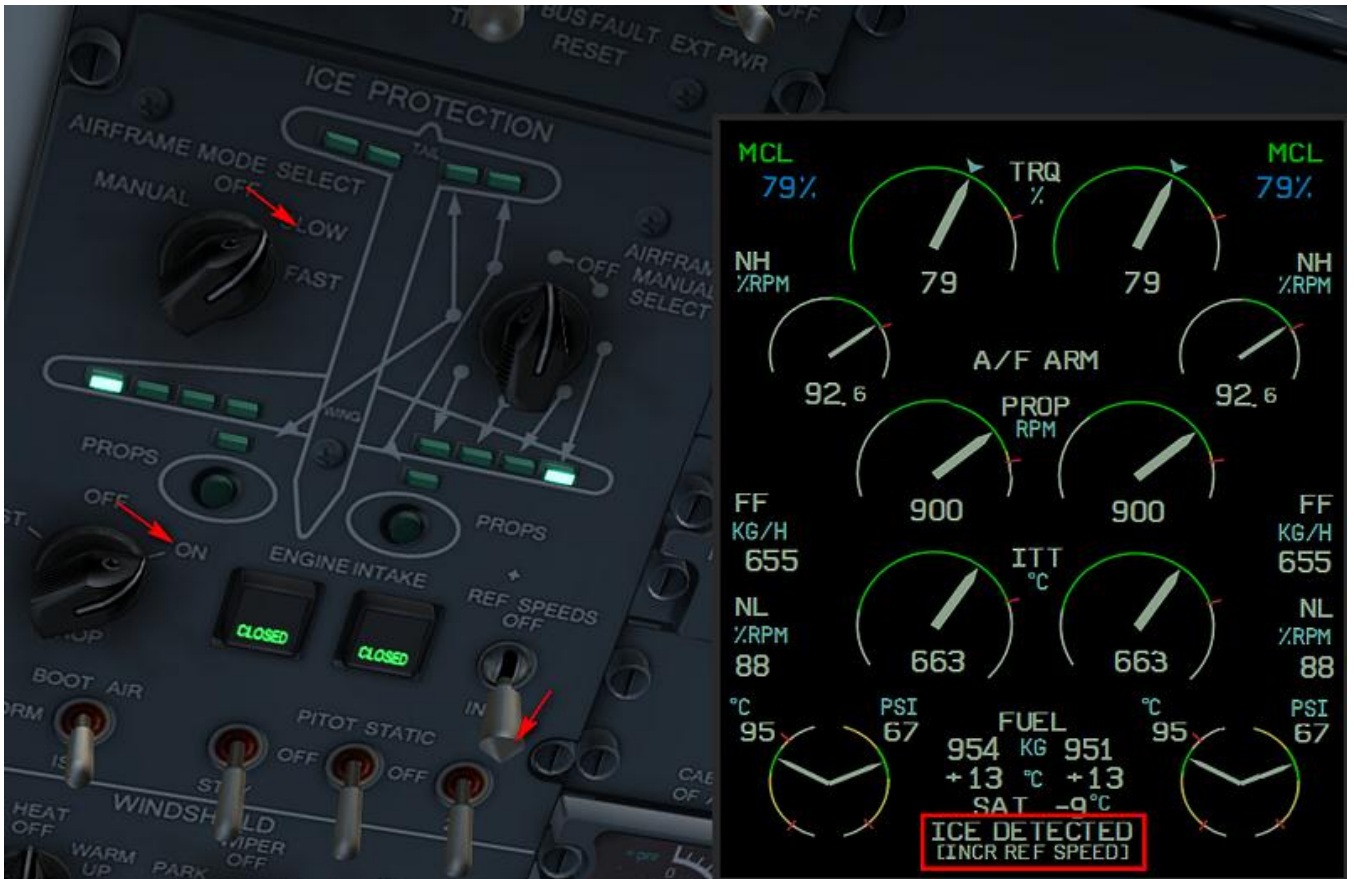 BUS FAULT
RESET
EXT PWR
OFF
ICE PROTECTION
AIRFRAME MODE SELECT
OFF
MANUAL
LOW
FAST
TAIL
OFF
MANUAL
SELECT
WING
PROPS
PROPS
OFF
ON
ENGINE INTAKE
CLOSED
CLOSED
+
REF SPEEDS
OFF
BOOT AIR
PITOT STATIC
OFF
OFF
WINDSHIELD
HEAT
OFF
WARM
UP
PARK
WIPER
OFF
MCL
79%
TRQ
%
MCL
79%
79
79
NH
%RPM
92.6
NH
%RPM
92.6
A/F ARM
PROP
RPM
900
900
FF
KG/H
655
FF
KG/H
655
ITT
°C
663
663
NL
%RPM
88
NL
%RPM
88
°C
95
PSI
67
FUEL
954 KG 951
+13 °C +13
SAT -9°C
°C
95
PSI
67
ICE DETECTED
[INCR REF SPEED]